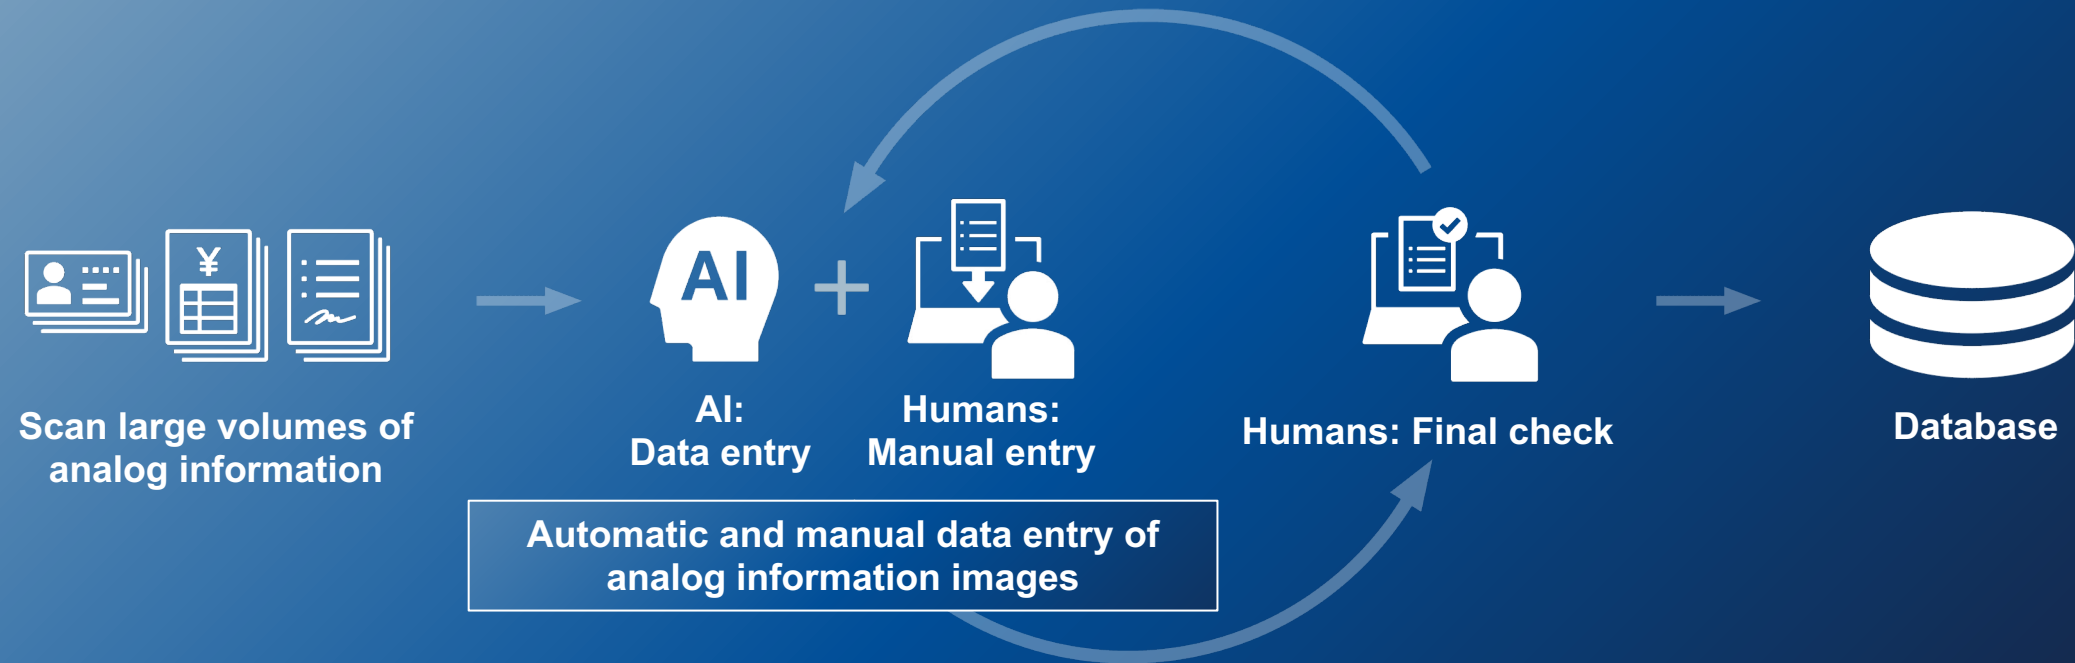 ¥
Scan large volumes of
analog information
AI
AI:
Data entry
Humans:
Manual entry
Automatic and manual data entry of
analog information images
Humans: Final check
Database